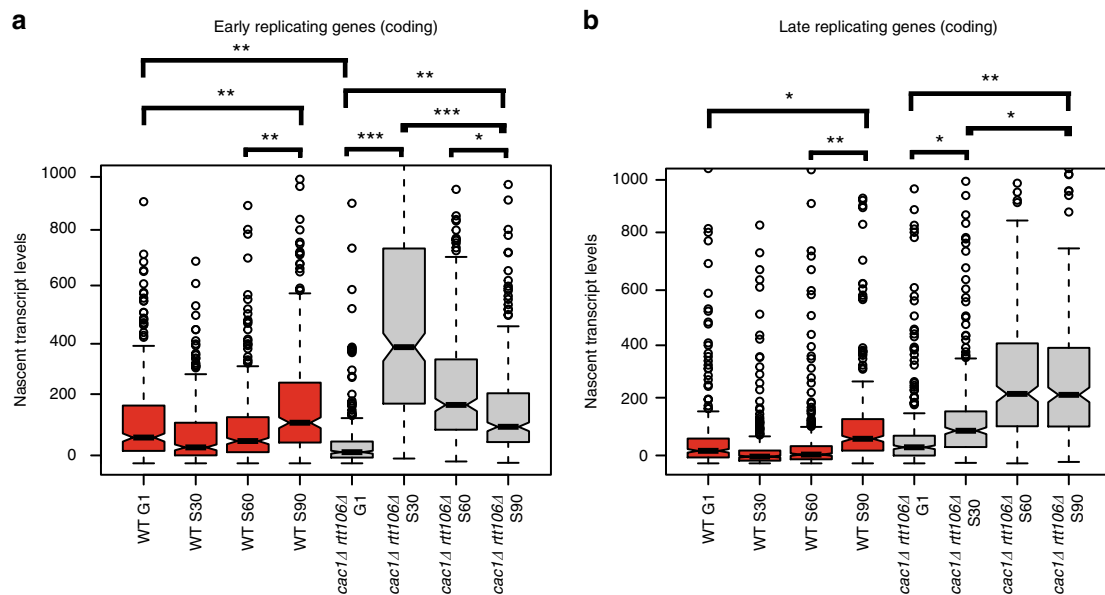 a
Early replicating genes (coding)
**
**
**
**
***
***
*
1000
800
600
400
200
0
Nascent transcript levels
WT G1
WT S30
WT S60
WT S90
cac1Δ rtt106Δ
G1
cac1Δ rtt106Δ
S30
cac1Δ rtt106Δ
S60
cac1Δ rtt106Δ
S90
b
Late replicating genes (coding)
*
**
**
*
*
1000
800
600
400
200
0
Nascent transcript levels
WT G1
WT S30
WT S60
WT S90
cac1Δ rtt106Δ
G1
cac1Δ rtt106Δ
S30
cac1Δ rtt106Δ
S60
cac1Δ rtt106Δ
S90